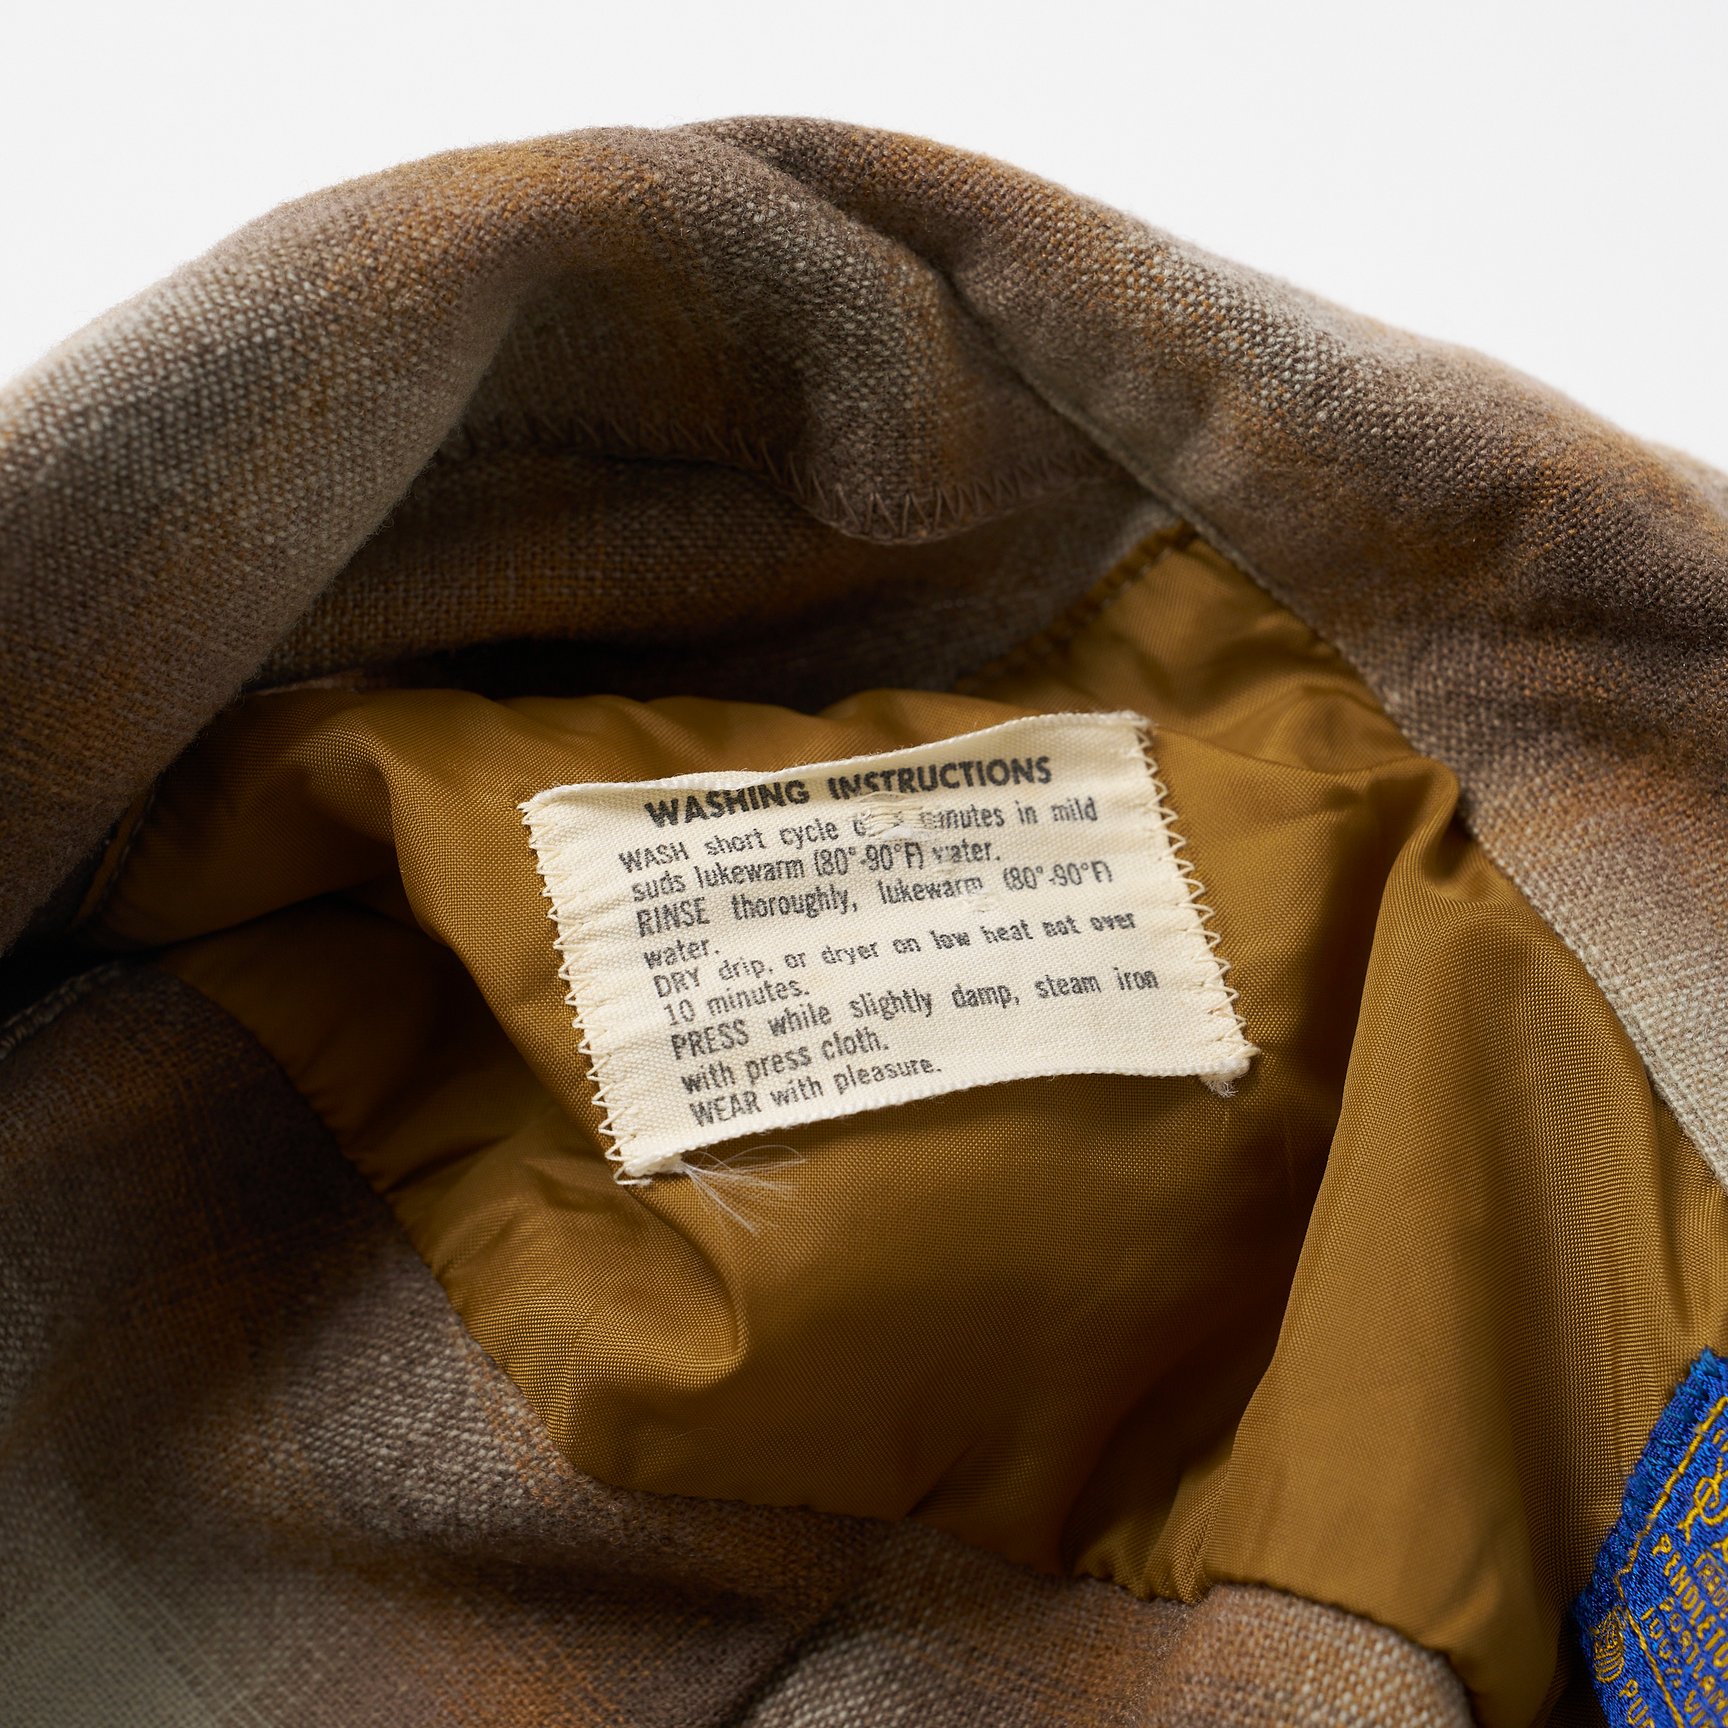 WASHING INSTRUCTIONS
WASH short cycle minutes in mild
suds lukewarm (80°-90°F) water.
RINSE thoroughly, lukewarm (80°-90°F)
water.
DRY drip, or dryer on low heat not over
10 minutes.
PRESS while slightly damp, steam iron
with press cloth.
WEAR with pleasure.